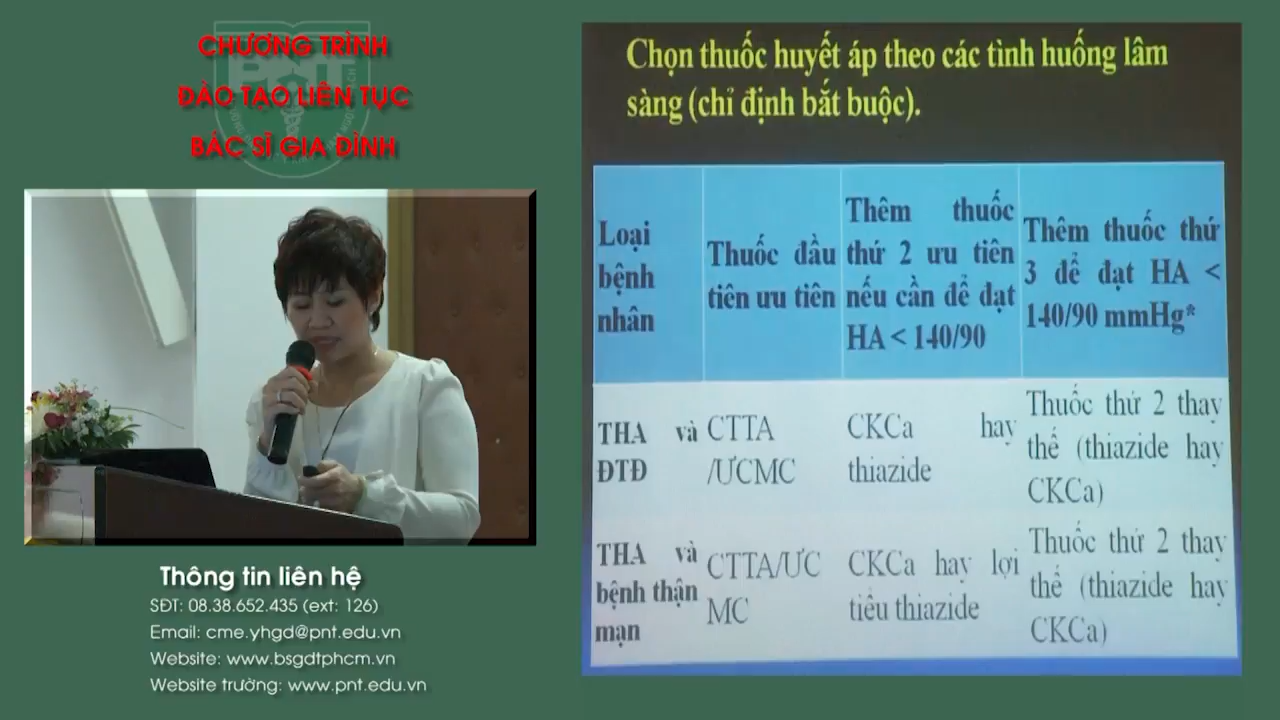 CHƯƠNG TRÌNH
ĐÀO TẠO LIÊN TỤC
BÁC SĨ GIA ĐÌNH
PNT
Thông tin liên hệ
SĐT: 08.38.652.435 (ext: 126)
Email: cme.yhgd@pnt.edu.vn
Website: www.bsgdtphcm.vn
Website trường: www.pnt.edu.vn
Chọn thuốc huyết áp theo các tình huống lâm
sàng (chỉ định bắt buộc).
Loại
bệnh
nhân
Thuốc đầu
tiên ưu tiên
Thêm thuốc
thứ 2 ưu tiên
nếu cần để đạt
HA < 140/90
Thêm thuốc thứ
3 để đạt HA <
140/90 mmHg*
THA và
ĐTĐ
CTTA
/ƯCMC
CKCa hay
thiazide
Thuốc thứ 2 thay
thế (thiazide hay
CKCa)
THA và
bệnh thận
mạn
CTTA/ƯC
MC
CKCa hay lợi
tiểu thiazide
Thuốc thứ 2 thay
thế (thiazide hay
CKCa)